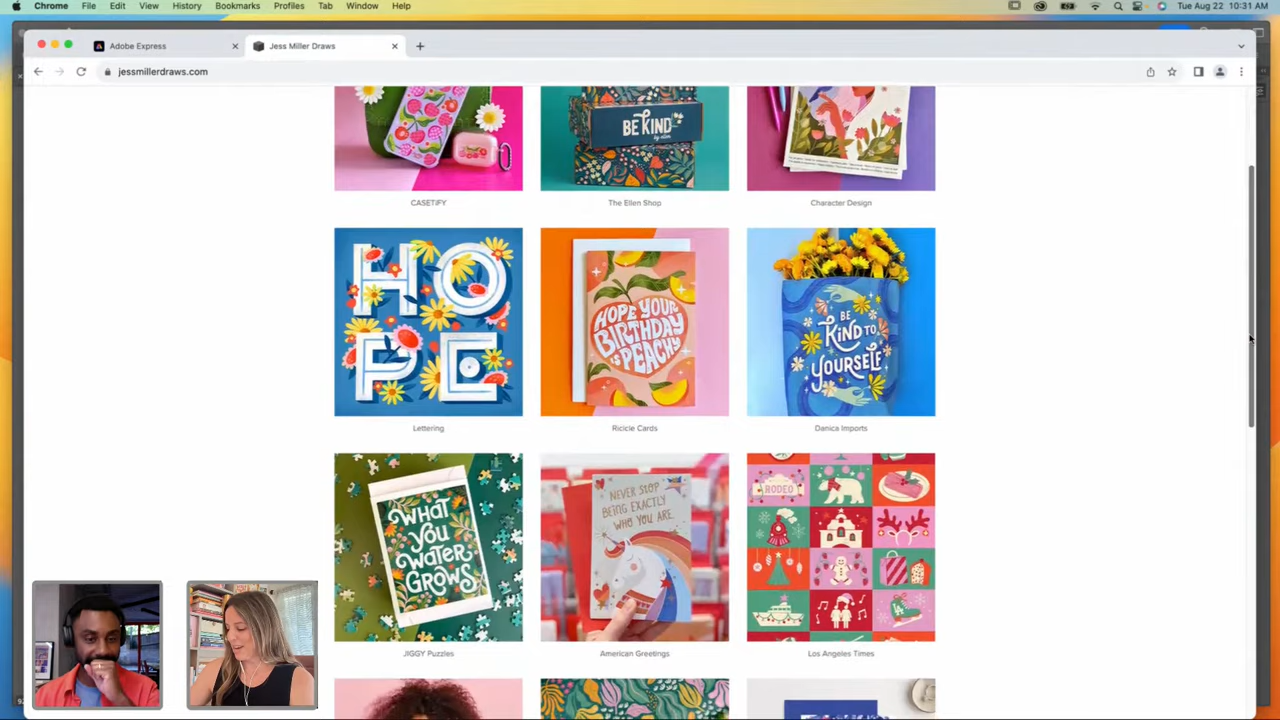 Chrome File Edit View History Bookmarks Profiles Tab Window Help Tue Aug 22 10:31 AM
Adobe Express Jess Miller Draws
jessmillerdraws.com
BE KIND
CASETiFY The Ellen Shop Character Design
HOPE
HOPE YOUR
BIRTHDAY
IS PEACHY
BE
KIND TO
YOURSELF
Lettering Ricicle Cards Danica Imports
WHAT
YOU
WATER
GROWS
NEVER STOP
BEING EXACTLY
WHO YOU ARE.
RODEO
LA
JIGGY Puzzles American Greetings Los Angeles Times